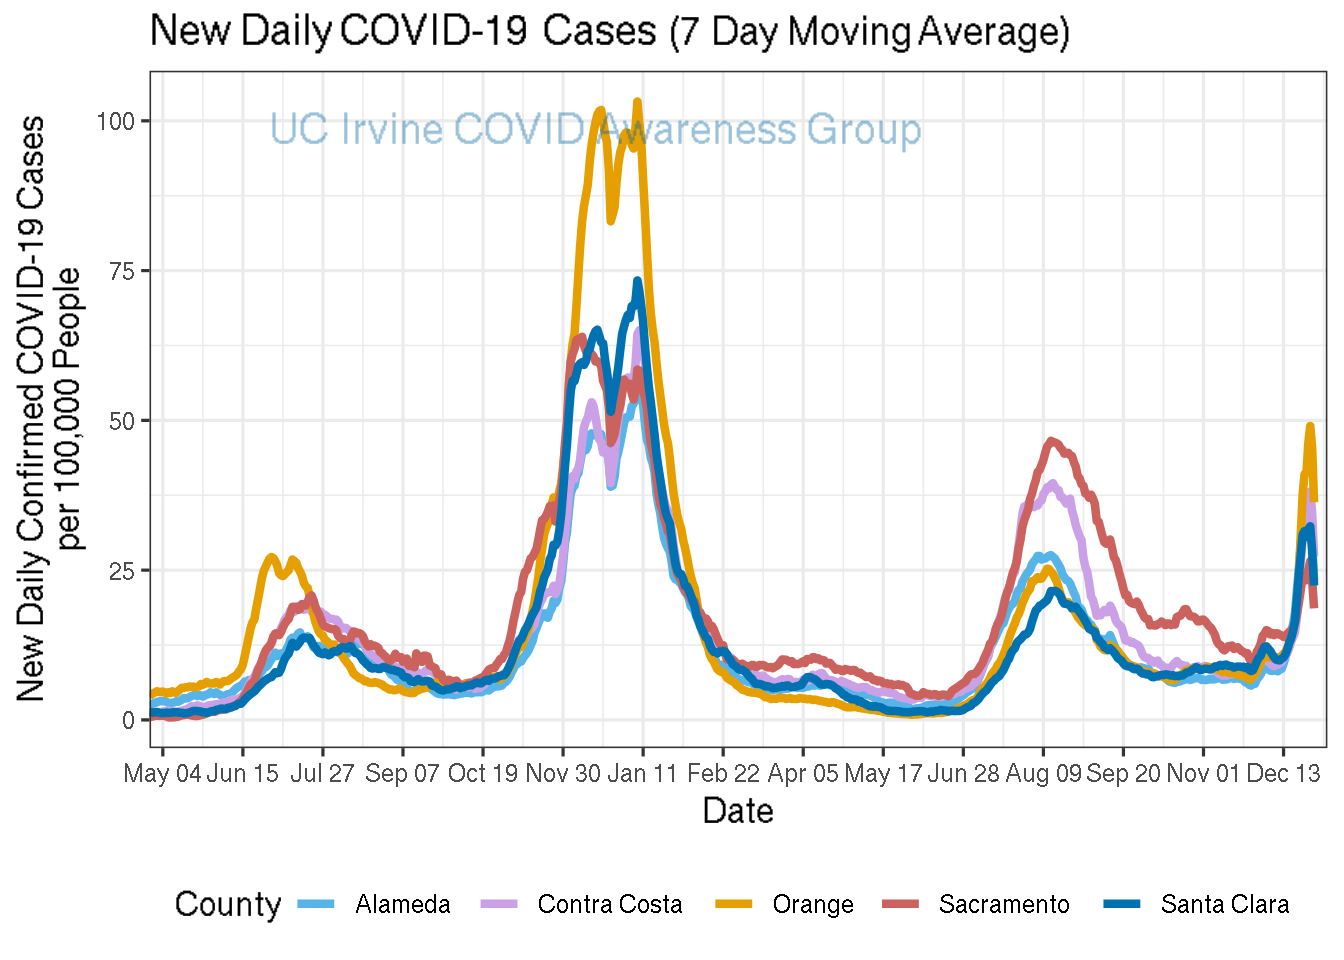 New Daily COVID-19 Cases (7 Day Moving Average)
UC Irvine COVID Awareness Group
New Daily Confirmed COVID-19 Cases
per 100,000 People
100
75
50
25
0
May 04 Jun 15 Jul 27 Sep 07 Oct 19 Nov 30 Jan 11 Feb 22 Apr 05 May 17 Jun 28 Aug 09 Sep 20 Nov 01 Dec 13
Date
County Alameda Contra Costa Orange Sacramento Santa Clara